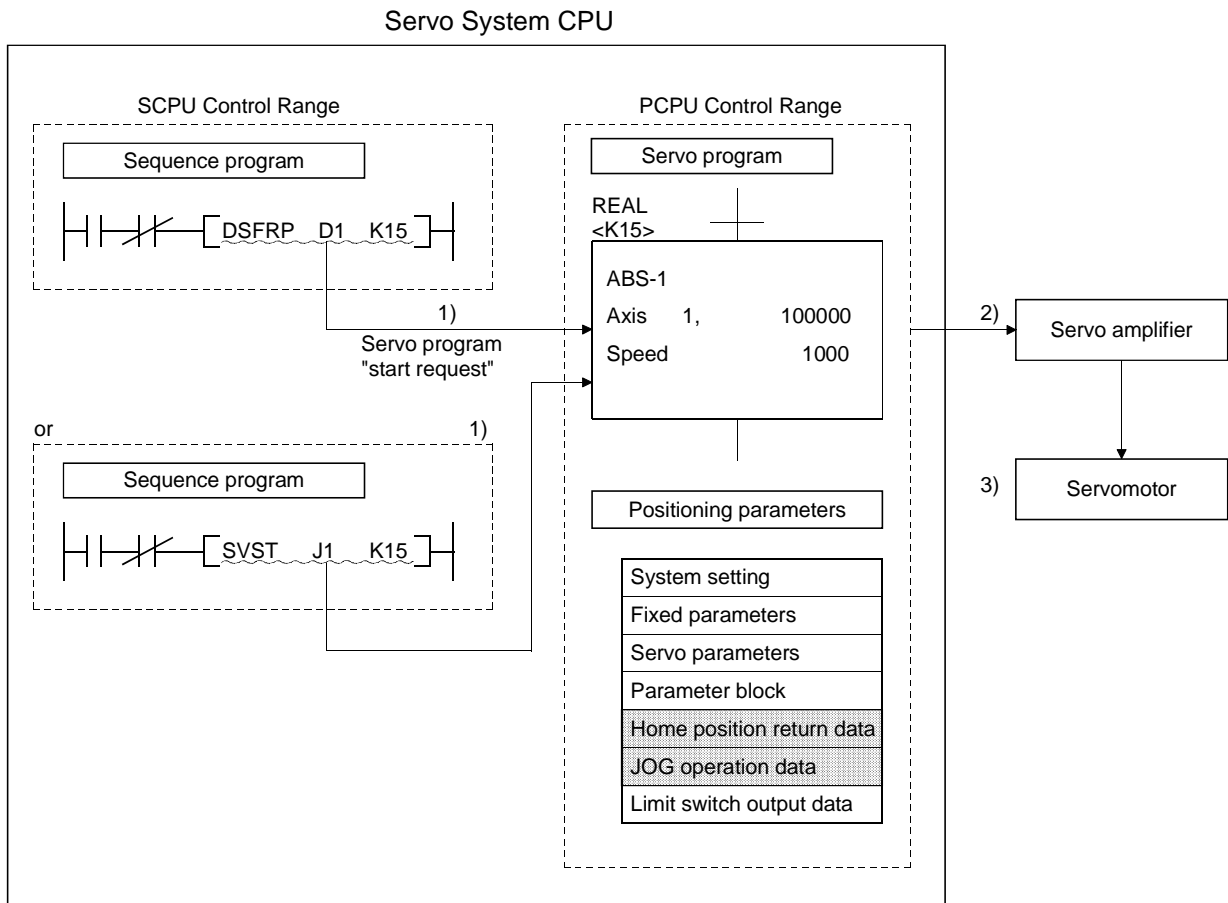 Servo System CPU
SCPU Control Range
Sequence program
DSFRP D1 K15
1)
Servo program
"start request"
or
1)
Sequence program
SVST J1 K15
PCPU Control Range
Servo program
REAL
<K15>
ABS-1
Axis 1, 100000
Speed 1000
Positioning parameters
System setting
Fixed parameters
Servo parameters
Parameter block
Home position return data
JOG operation data
Limit switch output data
2)
Servo amplifier
3)
Servomotor